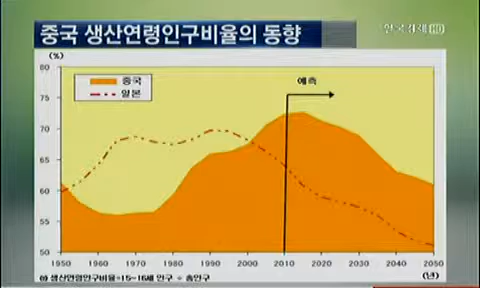 중국 생산연령인구비율의 동향
한국경제 HD
(%)
80
75
70
65
60
55
50
중국
일본
예측
1950 1960 1970 1980 1990 2000 2010 2020 2030 2040 2050
(년)
생산연령인구비율=15~16세 인구 ÷ 총인구